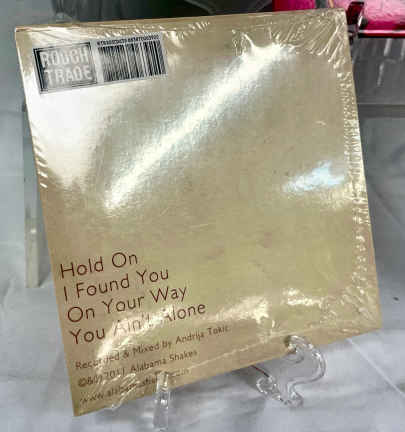 ROUGH
TRADE
Hold On
I Found You
On Your Way
You Ain't Alone
Recorded & Mixed by Andrija Tokic
©&℗2011 Alabama Shakes